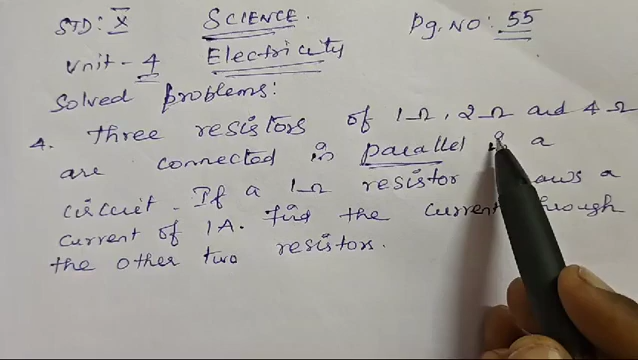 STD: X SCIENCE. Pg. NO: 55
Unit - 4 Electricity
Solved problems:
4. Three resistors of 1Ω, 2Ω and 4Ω
are connected in parallel a
circuit. If a 1Ω resistor a
current of 1A. find the current through
the other two resistors.